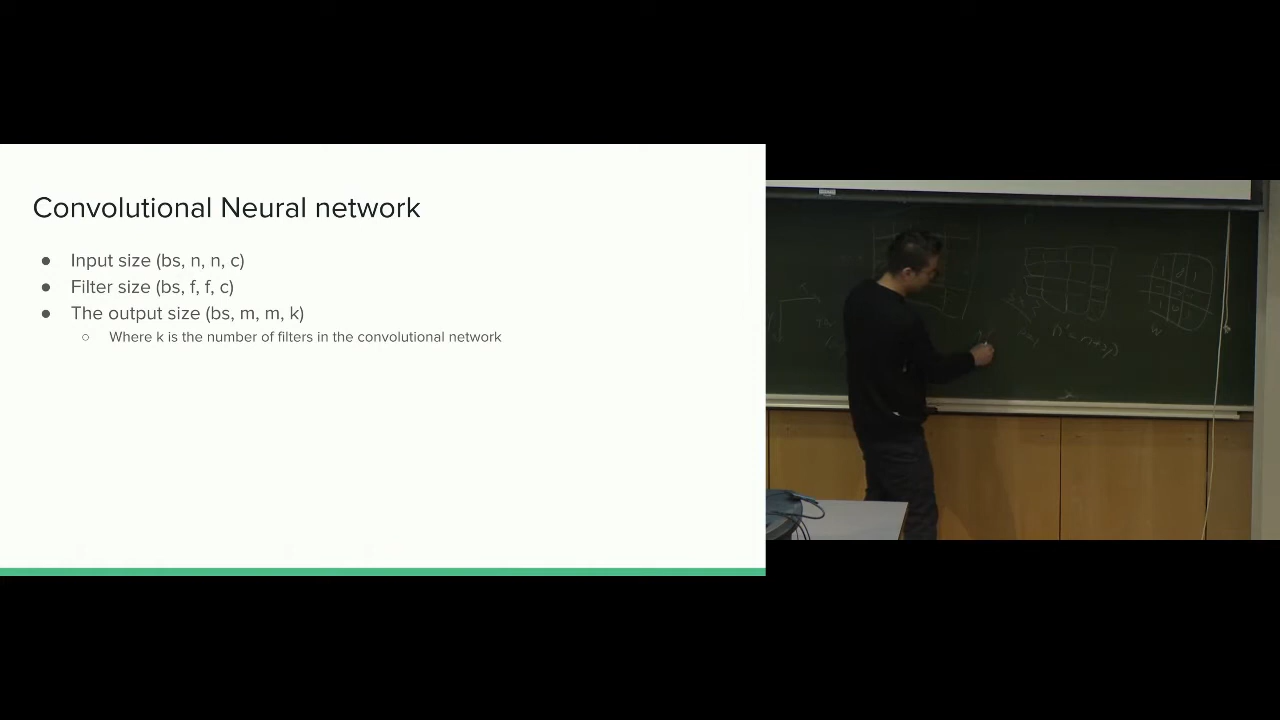 Convolutional Neural network
● Input size (bs, n, n, c)
● Filter size (bs, f, f, c)
● The output size (bs, m, m, k)
○ Where k is the number of filters in the convolutional network
n' = n+2p
W